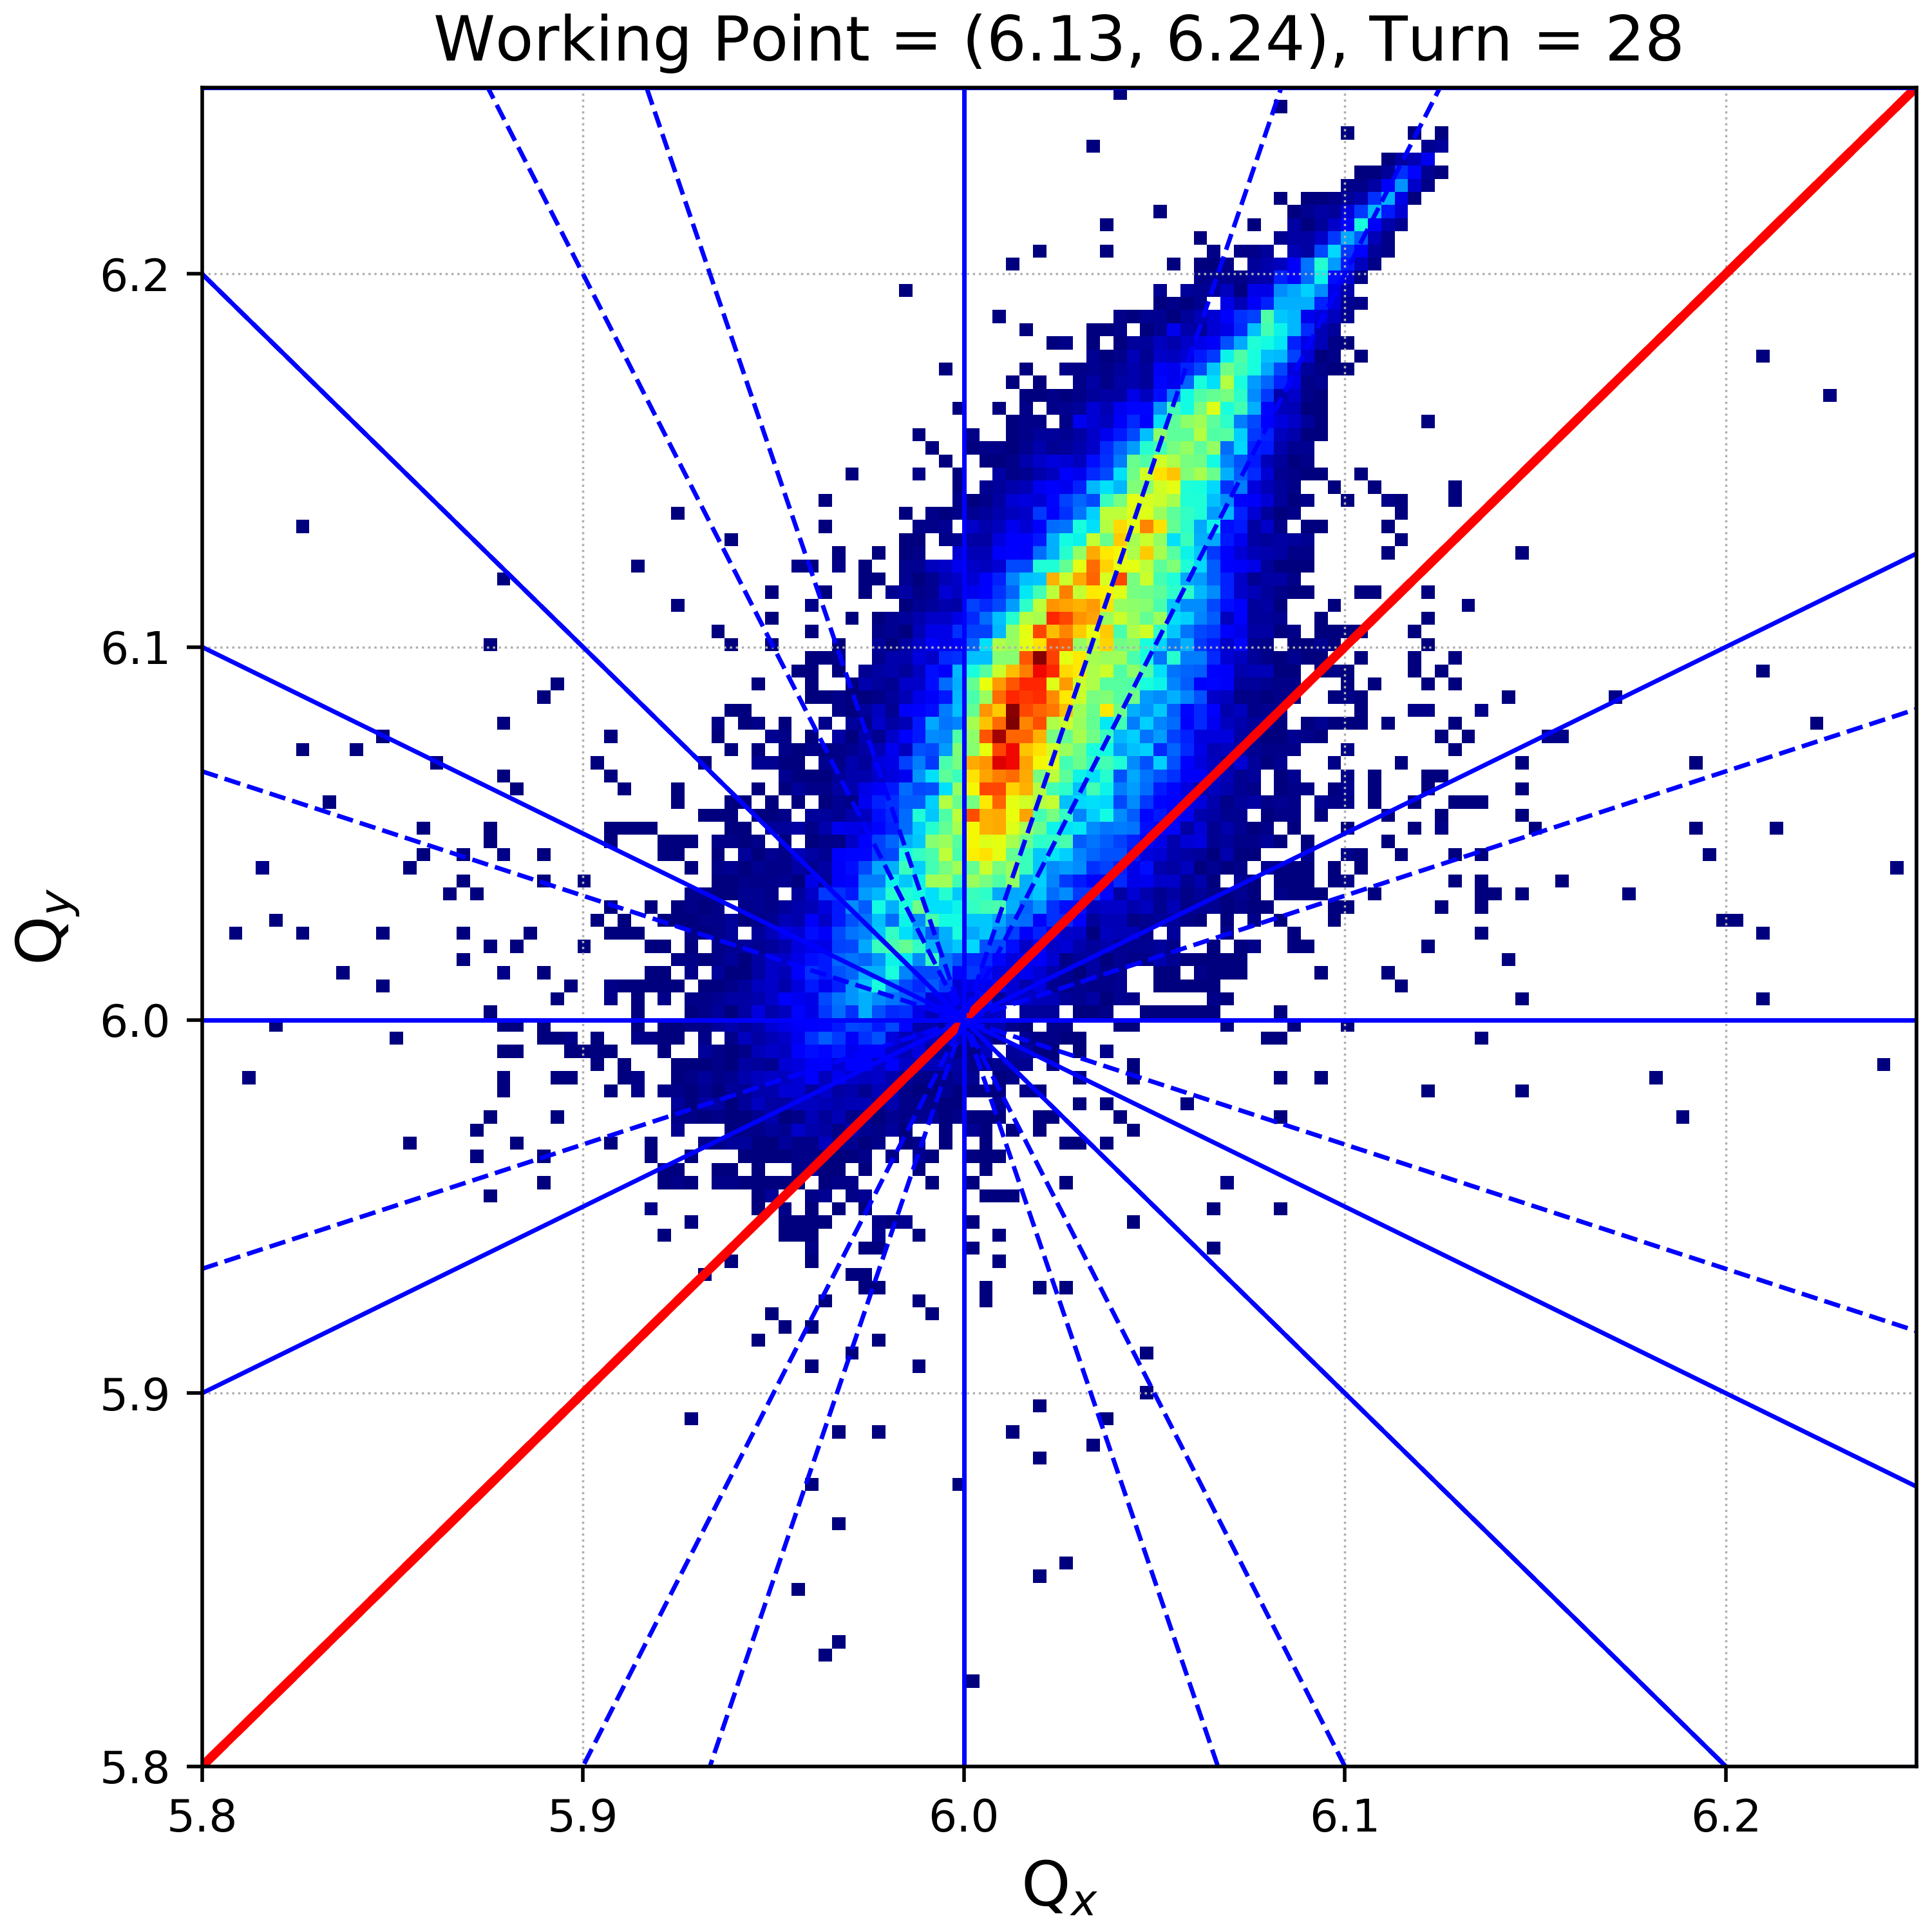 Working Point = (6.13, 6.24), Turn = 28
6.2
6.1
6.0
5.9
5.8
Qy
5.8 5.9 6.0 6.1 6.2
Qx